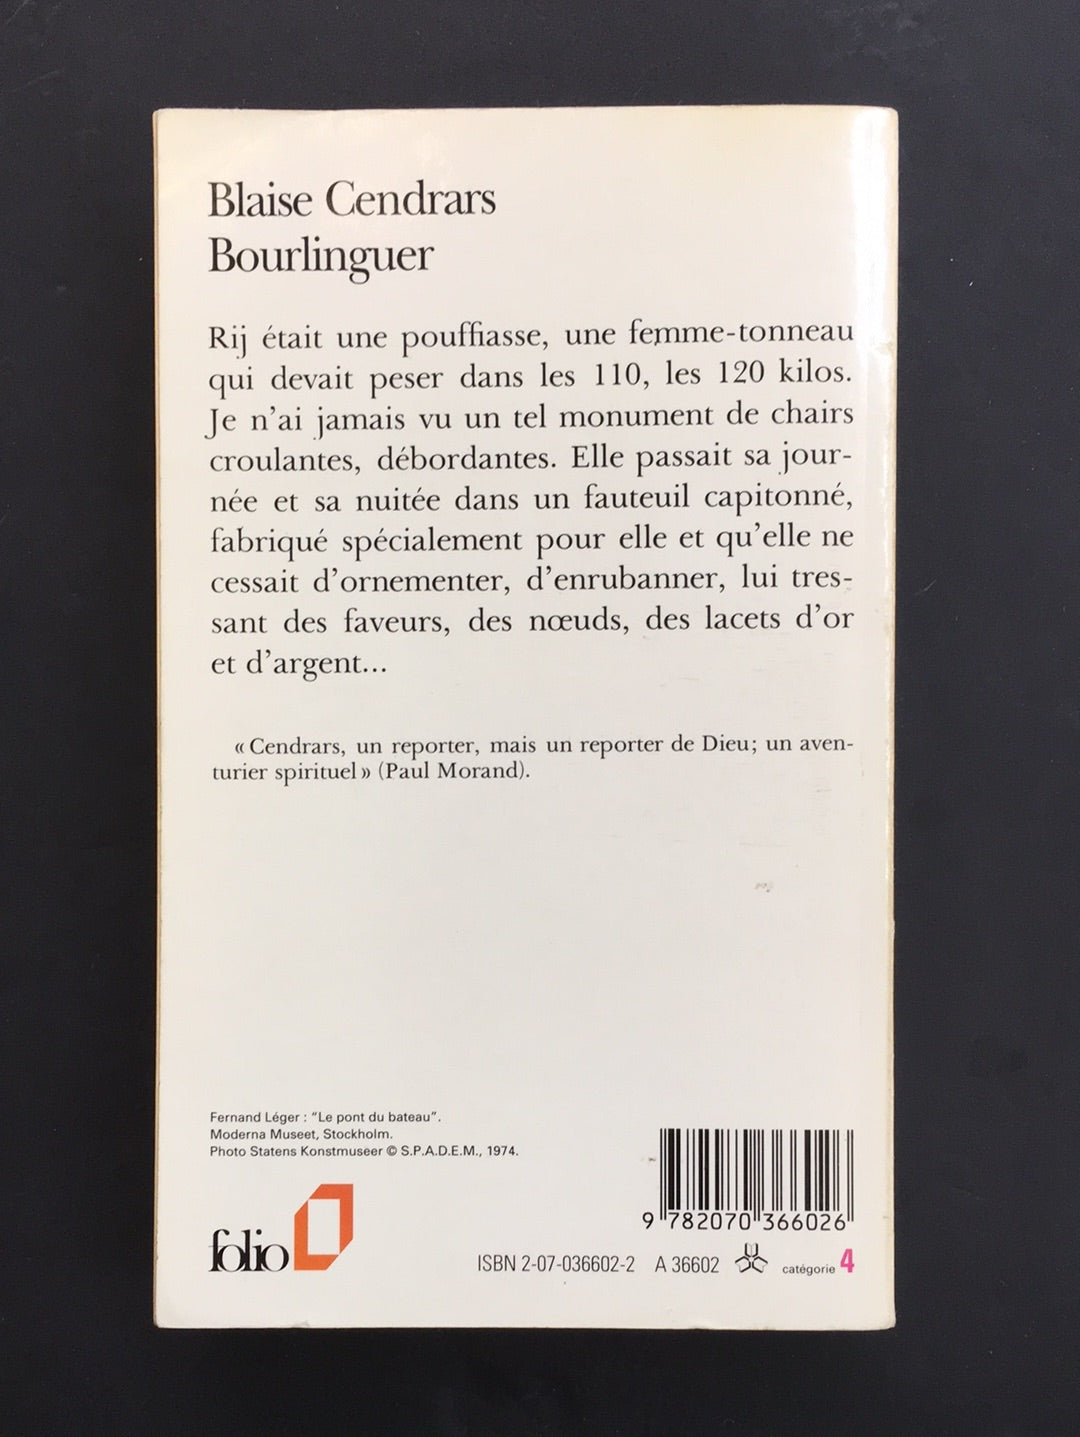 Blaise Cendrars
Bourlinguer
Rij était une pouffiasse, une femme-tonneau
qui devait peser dans les 110, les 120 kilos.
Je n’ai jamais vu un tel monument de chairs
croulantes, débordantes. Elle passait sa jour-
née et sa nuitée dans un fauteuil capitonné,
fabriqué spécialement pour elle et qu’elle ne
cessait d’ornementer, d’enrubanner, lui tres-
sant des faveurs, des nœuds, des lacets d’or
et d’argent...
« Cendrars, un reporter, mais un reporter de Dieu; un aven-
turier spirituel » (Paul Morand).
Fernand Léger : "Le pont du bateau".
Moderna Museet, Stockholm.
Photo Statens Konstmuseer © S.P.A.D.E.M., 1974.
folio
9 782070 366026
ISBN 2-07-036602-2 A 36602 catégorie 4